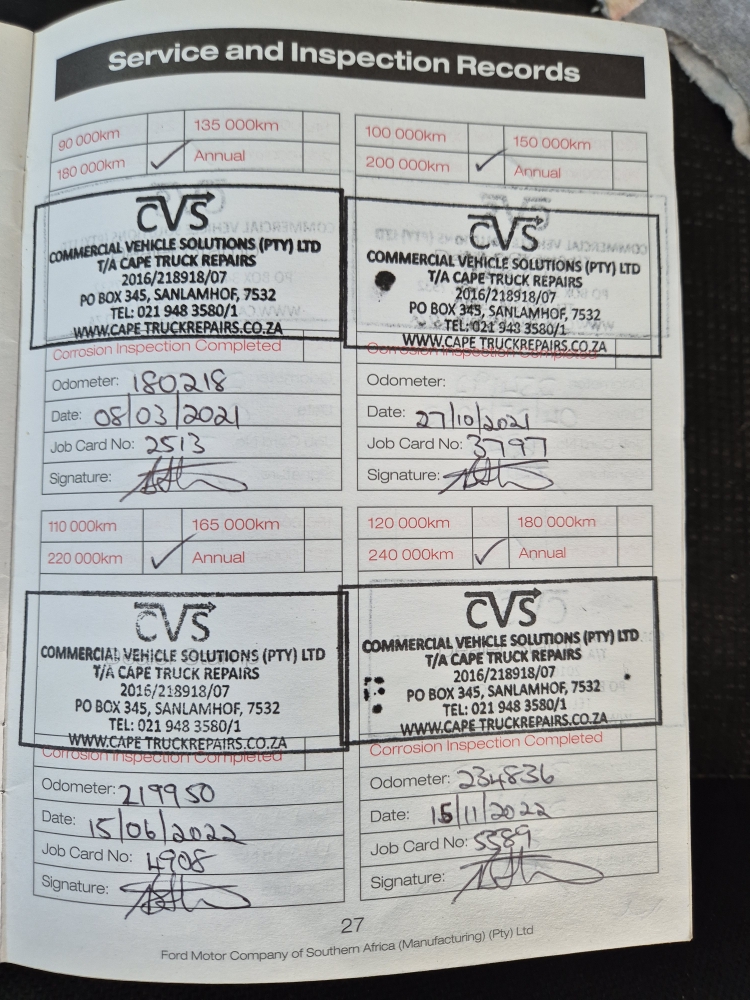 Service and Inspection Records
90 000km 135 000km
180 000km ✓ Annual
CVS
COMMERCIAL VEHICLE SOLUTIONS (PTY) LTD
T/A CAPE TRUCK REPAIRS
2016/218918/07
PO BOX 345, SANLAMHOF, 7532
TEL: 021 948 3580/1
WWW.CAPE TRUCKREPAIRS.CO.ZA
Corrosion Inspection Completed
Odometer: 180218
Date: 08/03/2021
Job Card No: 2513
Signature:
100 000km 150 000km
200 000km ✓ Annual
CVS
COMMERCIAL VEHICLE SOLUTIONS (PTY) LTD
T/A CAPE TRUCK REPAIRS
2016/218918/07
PO BOX 345, SANLAMHOF, 7532
TEL: 021 948 3580/1
WWW.CAPE TRUCKREPAIRS.CO.ZA
Corrosion Inspection Completed
Odometer:
Date: 27/10/2021
Job Card No: 3797
Signature:
110 000km 165 000km
220 000km ✓ Annual
CVS
COMMERCIAL VEHICLE SOLUTIONS (PTY) LTD
T/A CAPE TRUCK REPAIRS
2016/218918/07
PO BOX 345, SANLAMHOF, 7532
TEL: 021 948 3580/1
WWW.CAPE TRUCKREPAIRS.CO.ZA
Corrosion Inspection Completed
Odometer: 219950
Date: 15/06/2022
Job Card No: 4908
Signature:
120 000km 180 000km
240 000km ✓ Annual
CVS
COMMERCIAL VEHICLE SOLUTIONS (PTY) LTD
T/A CAPE TRUCK REPAIRS
2016/218918/07
PO BOX 345, SANLAMHOF, 7532
TEL: 021 948 3580/1
WWW.CAPE TRUCKREPAIRS.CO.ZA
Corrosion Inspection Completed
Odometer: 234836
Date: 15/11/2022
Job Card No: 5589
Signature:
27
Ford Motor Company of Southern Africa (Manufacturing) (Pty) Ltd